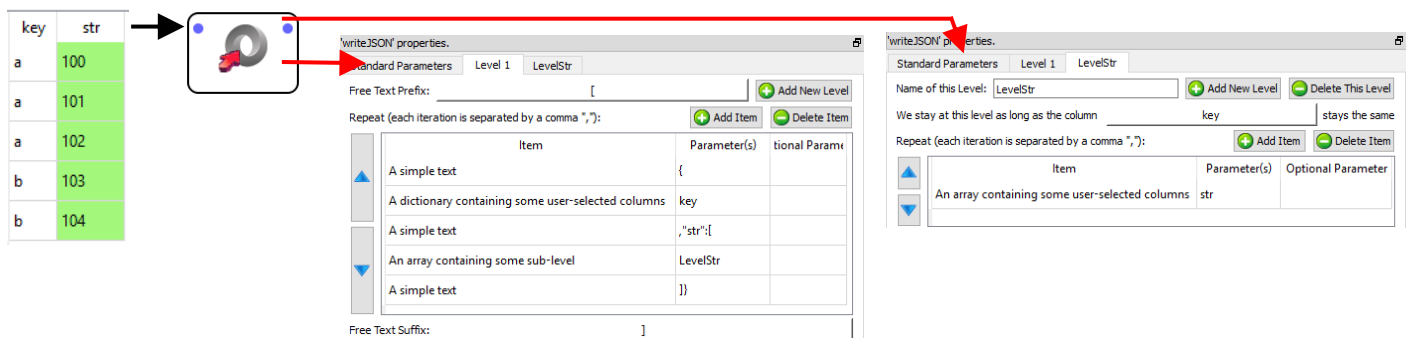 key str
a 100
a 101
a 102
b 103
b 104
'writeJSON' properties.
Standard Parameters Level 1 LevelStr
Free Text Prefix: [ Add New Level
Repeat (each iteration is separated by a comma ","): Add Item Delete Item
Item Parameter(s) tional Parame
A simple text {
A dictionary containing some user-selected columns key
A simple text ,"str":[
An array containing some sub-level LevelStr
A simple text ]}
Free Text Suffix: ]
'writeJSON' properties.
Standard Parameters Level 1 LevelStr
Name of this Level: LevelStr Add New Level Delete This Level
We stay at this level as long as the column key stays the same
Repeat (each iteration is separated by a comma ","): Add Item Delete Item
Item Parameter(s) Optional Parameter
An array containing some user-selected columns str